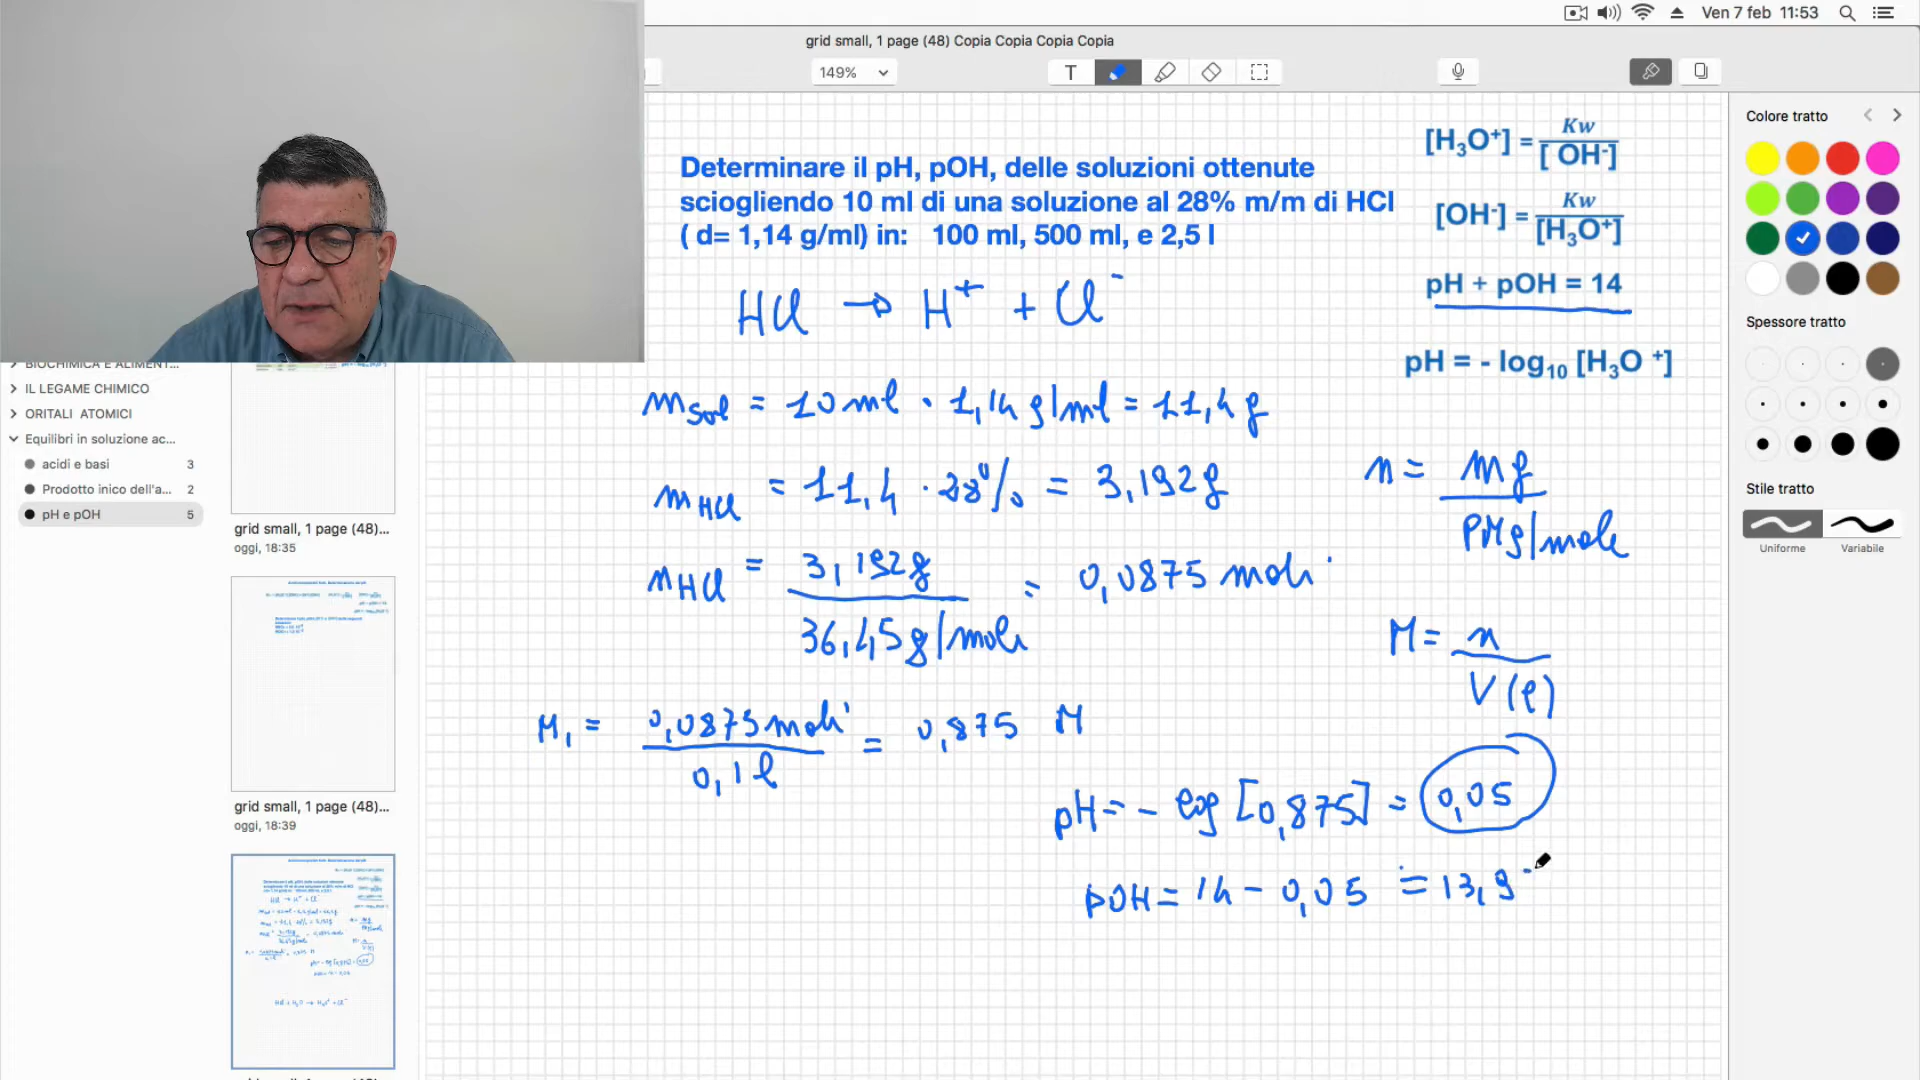 Ven 7 feb 11:53
grid small, 1 page (48) Copia Copia Copia Copia
149%
T
Determinare il pH, pOH, delle soluzioni ottenute
sciogliendo 10 ml di una soluzione al 28% m/m di HCl
( d= 1,14 g/ml) in: 100 ml, 500 ml, e 2,5 l
[H₃O⁺] = Kw / [ OH⁻]
[OH⁻] = Kw / [H₃O⁺]
pH + pOH = 14
pH = - log₁₀ [H₃O ⁺]
HCl → H⁺ + Cl⁻
m sol = 10 ml · 1,14 g/ml = 11,4 g
m HCl = 11,4 · 28% = 3,192 g
n = m g / PM g/mole
n HCl = 3,192 g / 36,45 g/mole = 0,0875 moli
M = n / V (l)
M₁ = 0,0875 moli / 0,1 l = 0,875 M
pH = - log [0,875] = 0,05
pOH = 14 - 0,05 = 13,9
BIOCHIMICA E ALIMENT...
IL LEGAME CHIMICO
ORITALI ATOMICI
Equilibri in soluzione ac...
acidi e basi 3
Prodotto inico dell'a... 2
pH e pOH 5
grid small, 1 page (48)...
oggi, 18:35
grid small, 1 page (48)...
oggi, 18:39
Colore tratto
Spessore tratto
Stile tratto
Uniforme
Variabile